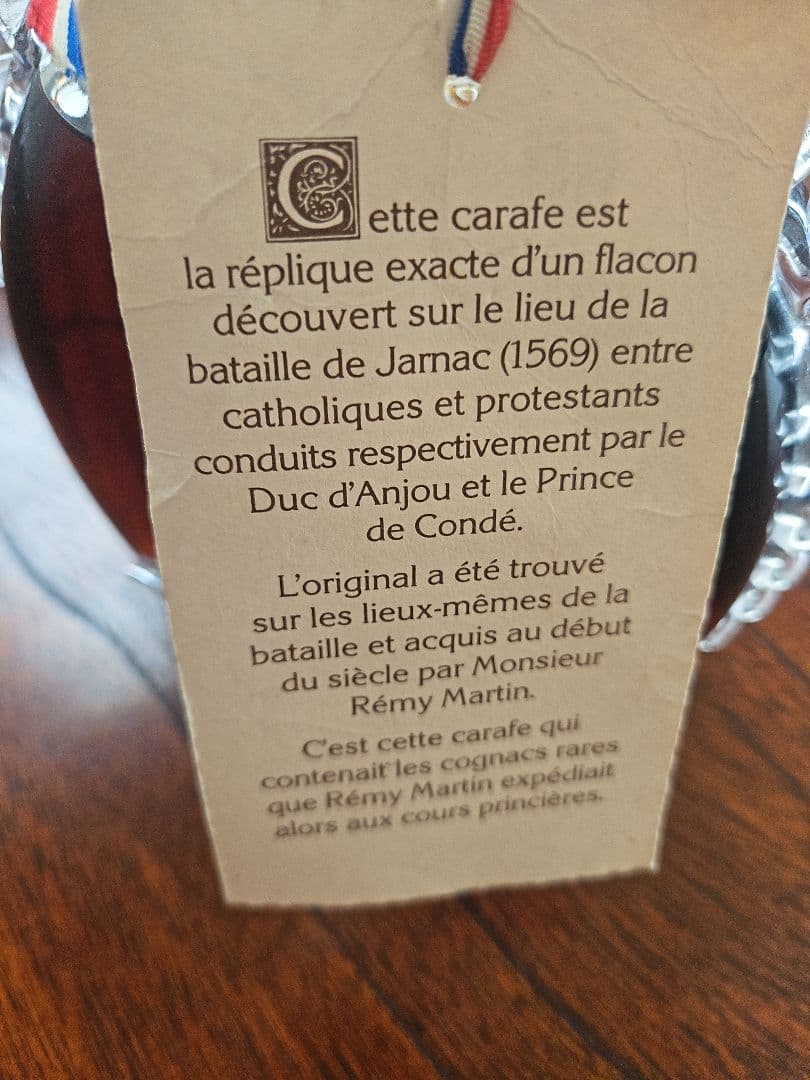 Cette carafe est
la réplique exacte d'un flacon
découvert sur le lieu de la
bataille de Jarnac (1569) entre
catholiques et protestants
conduits respectivement par le
Duc d'Anjou et le Prince
de Condé.
L'original a été trouvé
sur les lieux-mêmes de la
bataille et acquis au début
du siècle par Monsieur
Rémy Martin.
C'est cette carafe qui
contenait les cognacs rares
que Rémy Martin expédiait
alors aux cours princières.